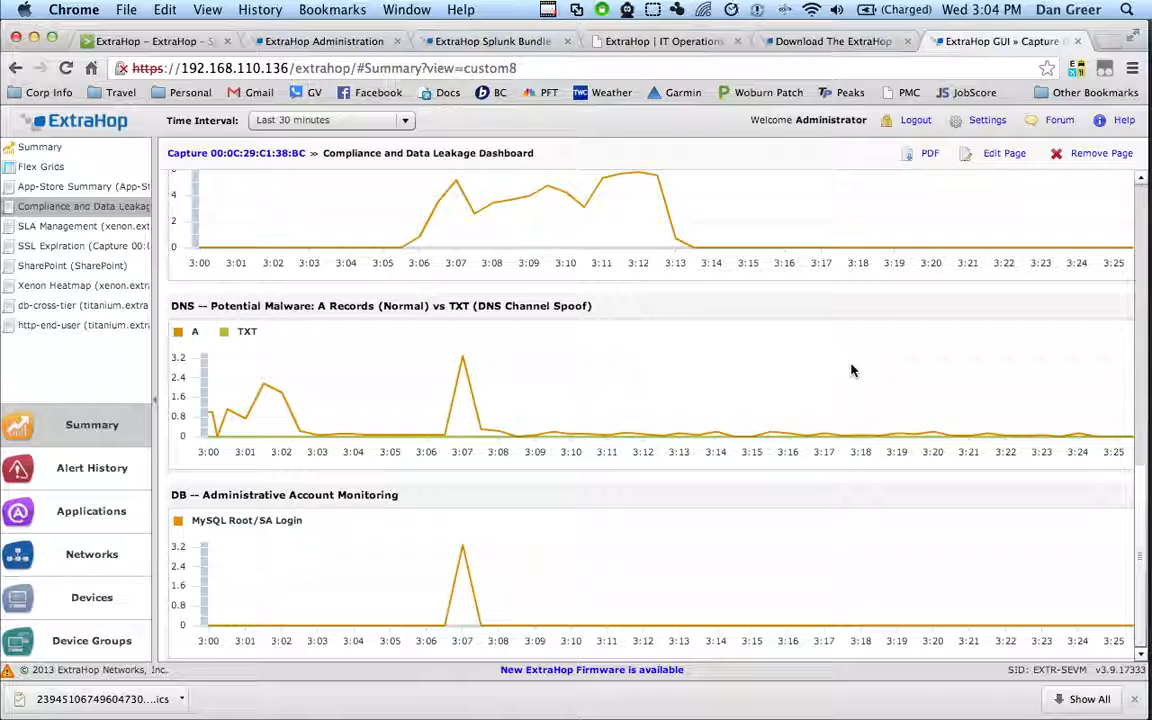 Chrome File Edit View History Bookmarks Window Help (Charged) Wed 3:04 PM Dan Greer
ExtraHop – ExtraHop – S ExtraHop Administration ExtraHop Splunk Bundle ExtraHop | IT Operations Download The ExtraHop ExtraHop GUI » Capture
https://192.168.110.136/extrahop/#Summary?view=custom8
Corp Info Travel Personal Gmail GV Facebook Docs BC PFT Weather Garmin Woburn Patch Peaks PMC JobScore Other Bookmarks
ExtraHop Time Interval: Last 30 minutes Welcome Administrator Logout Settings Forum Help
Summary
Flex Grids
App-Store Summary (App-St
Compliance and Data Leakag
SLA Management (xenon.ext
SSL Expiration (Capture 00:0
SharePoint (SharePoint)
Xenon Heatmap (xenon.ext
db-cross-tier (titanium.extra
http-end-user (titanium.extr
Summary
Alert History
Applications
Networks
Devices
Device Groups
Capture 00:0C:29:C1:38:BC >> Compliance and Data Leakage Dashboard PDF Edit Page Remove Page
4
2
0
3:00 3:01 3:02 3:03 3:04 3:05 3:06 3:07 3:08 3:09 3:10 3:11 3:12 3:13 3:14 3:15 3:16 3:17 3:18 3:19 3:20 3:21 3:22 3:23 3:24 3:25
DNS -- Potential Malware: A Records (Normal) vs TXT (DNS Channel Spoof)
A TXT
3.2
2.4
1.6
0.8
0
3:00 3:01 3:02 3:03 3:04 3:05 3:06 3:07 3:08 3:09 3:10 3:11 3:12 3:13 3:14 3:15 3:16 3:17 3:18 3:19 3:20 3:21 3:22 3:23 3:24 3:25
DB -- Administrative Account Monitoring
MySQL Root/SA Login
3.2
2.4
1.6
0.8
0
3:00 3:01 3:02 3:03 3:04 3:05 3:06 3:07 3:08 3:09 3:10 3:11 3:12 3:13 3:14 3:15 3:16 3:17 3:18 3:19 3:20 3:21 3:22 3:23 3:24 3:25
© 2013 ExtraHop Networks, Inc. New ExtraHop Firmware is available SID: EXTR-SEVM v3.9.17333
23945106749604730....ics Show All